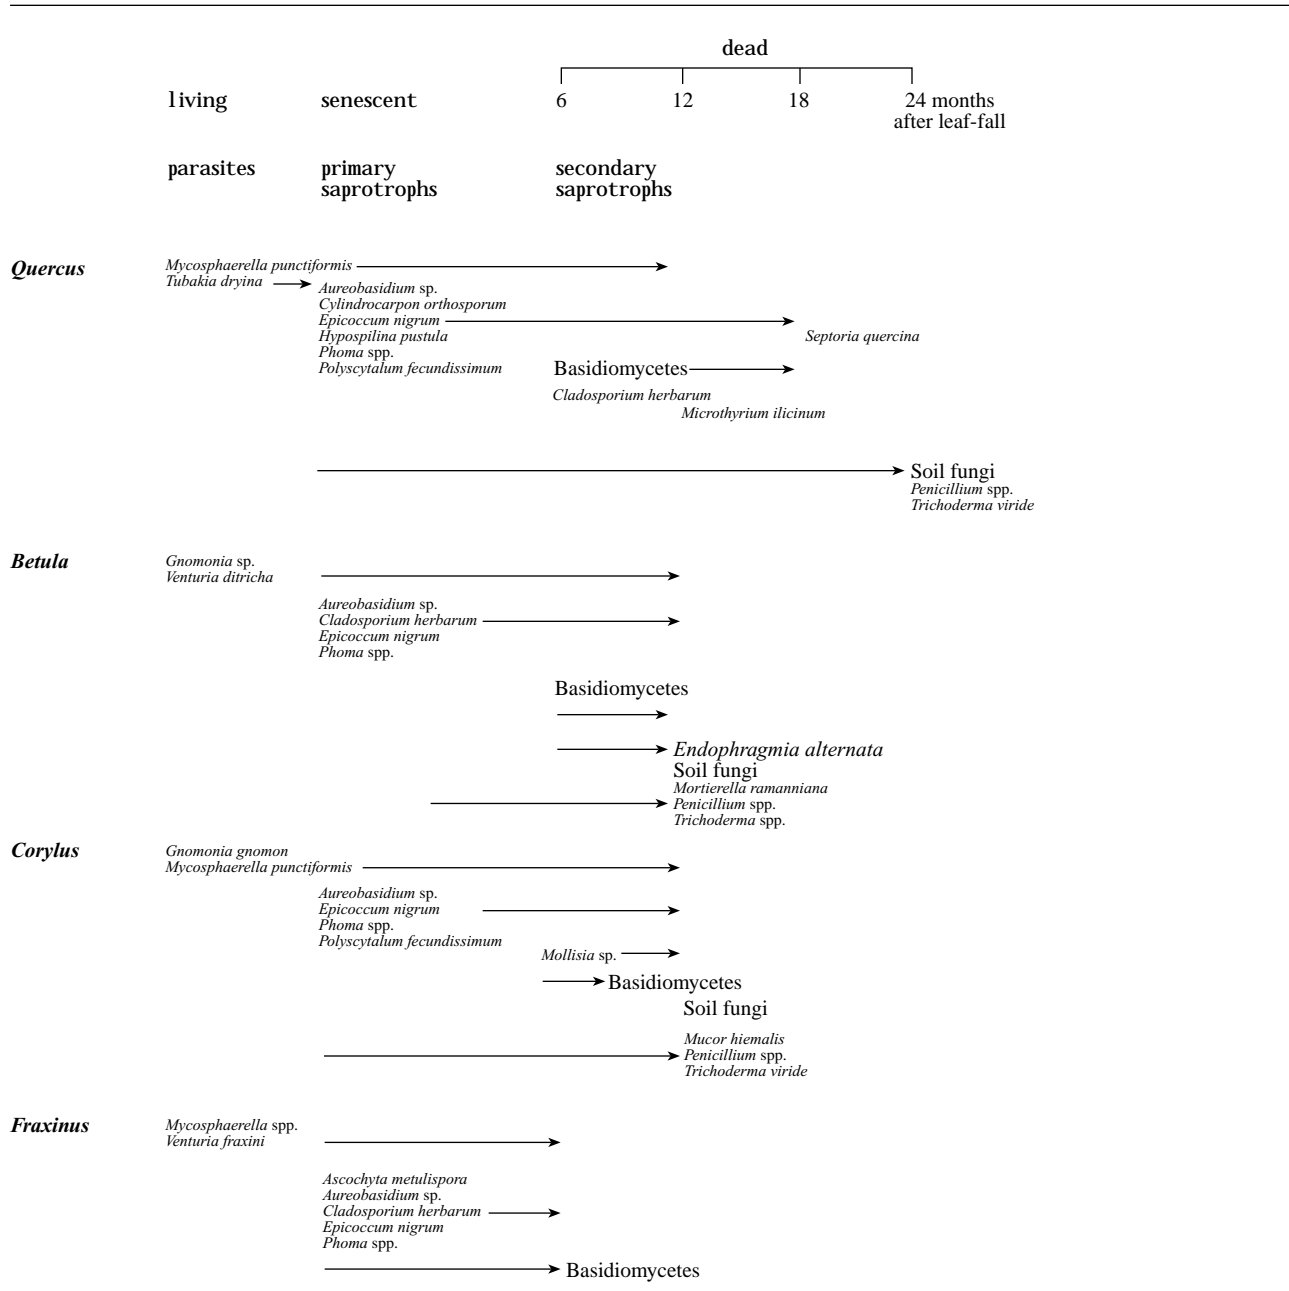 dead
living senescent 6 12 18 24 months
after leaf-fall
parasites primary secondary
saprotrophs saprotrophs
Quercus Mycosphaerella punctiformis
Tubakia dryina
Aureobasidium sp.
Cylindrocarpon orthosporum
Epicoccum nigrum
Hypospilina pustula Septoria quercina
Phoma spp.
Polyscytalum fecundissimum Basidiomycetes
Cladosporium herbarum
Microthyrium ilicinum
Soil fungi
Penicillium spp.
Trichoderma viride
Betula Gnomonia sp.
Venturia ditricha
Aureobasidium sp.
Cladosporium herbarum
Epicoccum nigrum
Phoma spp.
Basidiomycetes
Endophragmia alternata
Soil fungi
Mortierella ramanniana
Penicillium spp.
Trichoderma spp.
Corylus Gnomonia gnomon
Mycosphaerella punctiformis
Aureobasidium sp.
Epicoccum nigrum
Phoma spp.
Polyscytalum fecundissimum
Mollisia sp.
Basidiomycetes
Soil fungi
Mucor hiemalis
Penicillium spp.
Trichoderma viride
Fraxinus Mycosphaerella spp.
Venturia fraxini
Ascochyta metulispora
Aureobasidium sp.
Cladosporium herbarum
Epicoccum nigrum
Phoma spp.
Basidiomycetes